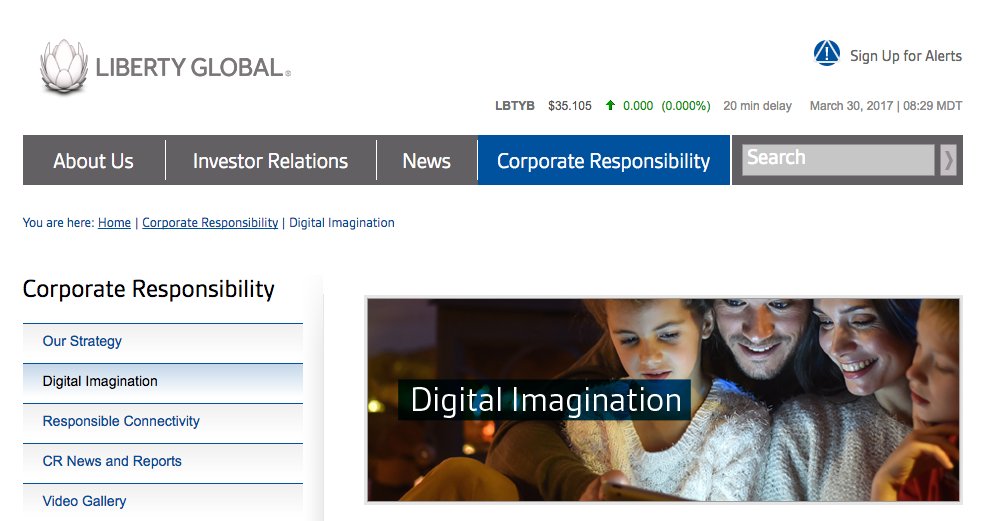 LIBERTY GLOBAL®
Sign Up for Alerts
LBTYB $35.105 0.000 (0.000%) 20 min delay March 30, 2017 | 08:29 MDT
About Us Investor Relations News Corporate Responsibility Search
You are here: Home | Corporate Responsibility | Digital Imagination
Corporate Responsibility
Our Strategy
Digital Imagination
Responsible Connectivity
CR News and Reports
Video Gallery
Digital Imagination